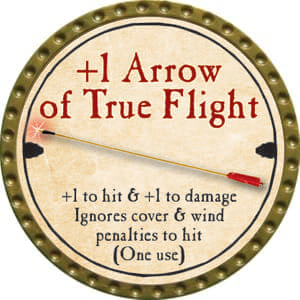 +1 Arrow
of True Flight
+1 to hit & +1 to damage
Ignores cover & wind
penalties to hit
(One use)